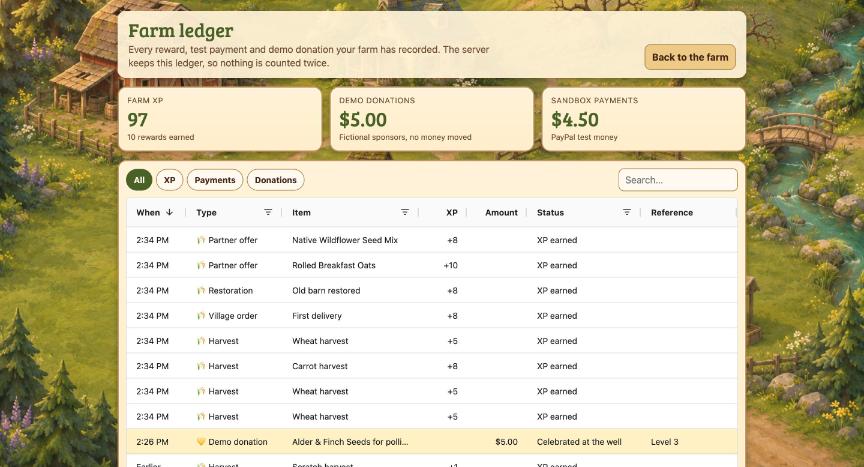 Farm ledger
Every reward, test payment and demo donation your farm has recorded. The server
keeps this ledger, so nothing is counted twice.
Back to the farm
FARM XP
97
10 rewards earned
DEMO DONATIONS
$5.00
Fictional sponsors, no money moved
SANDBOX PAYMENTS
$4.50
PayPal test money
All XP Payments Donations Search...
When Type Item XP Amount Status Reference
2:34 PM Partner offer Native Wildflower Seed Mix +8 XP earned
2:34 PM Partner offer Rolled Breakfast Oats +10 XP earned
2:34 PM Restoration Old barn restored +8 XP earned
2:34 PM Village order First delivery +8 XP earned
2:34 PM Harvest Wheat harvest +5 XP earned
2:34 PM Harvest Carrot harvest +8 XP earned
2:34 PM Harvest Wheat harvest +5 XP earned
2:34 PM Harvest Wheat harvest +5 XP earned
2:26 PM Demo donation Alder & Finch Seeds for polli... $5.00 Celebrated at the well Level 3
Earlier Harvest harvest XP earned